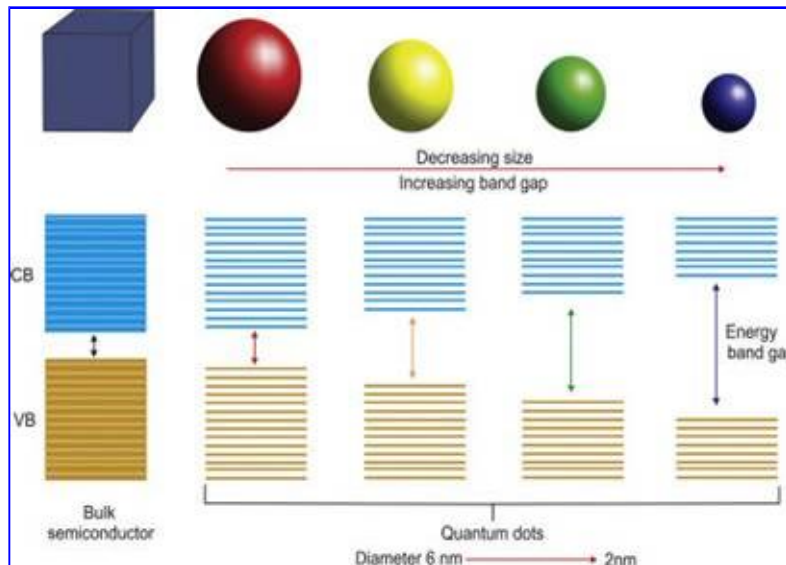 Decreasing size
Increasing band gap
CB
Energy
band ga
VB
Bulk
semiconductor
Quantum dots
Diameter 6 nm
2nm